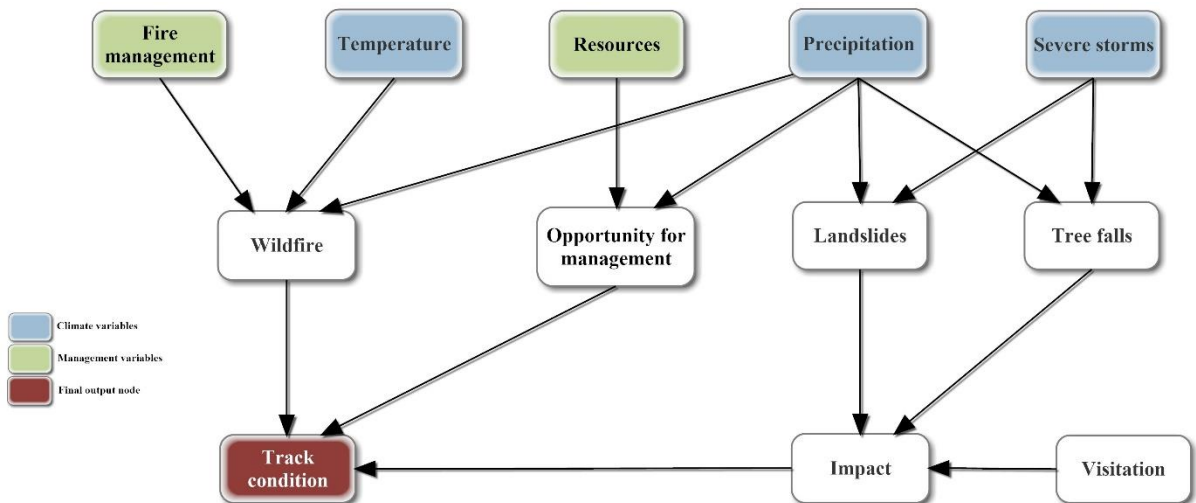 Fire
management
Temperature
Resources
Precipitation
Severe storms
Wildfire
Opportunity for
management
Landslides
Tree falls
Climate variables
Management variables
Final output node
Track
condition
Impact
Visitation